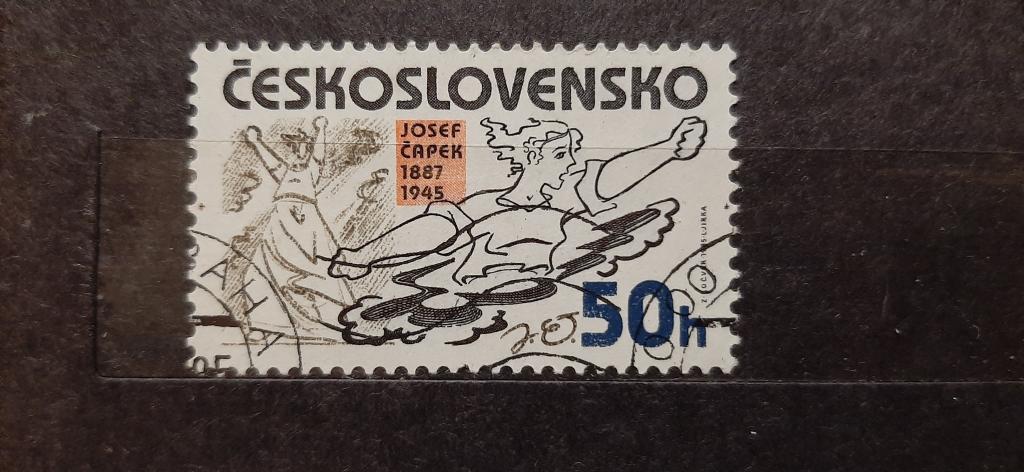 ČESKOSLOVENSKO
JOSEF
ČAPEK
1887
1945
50h